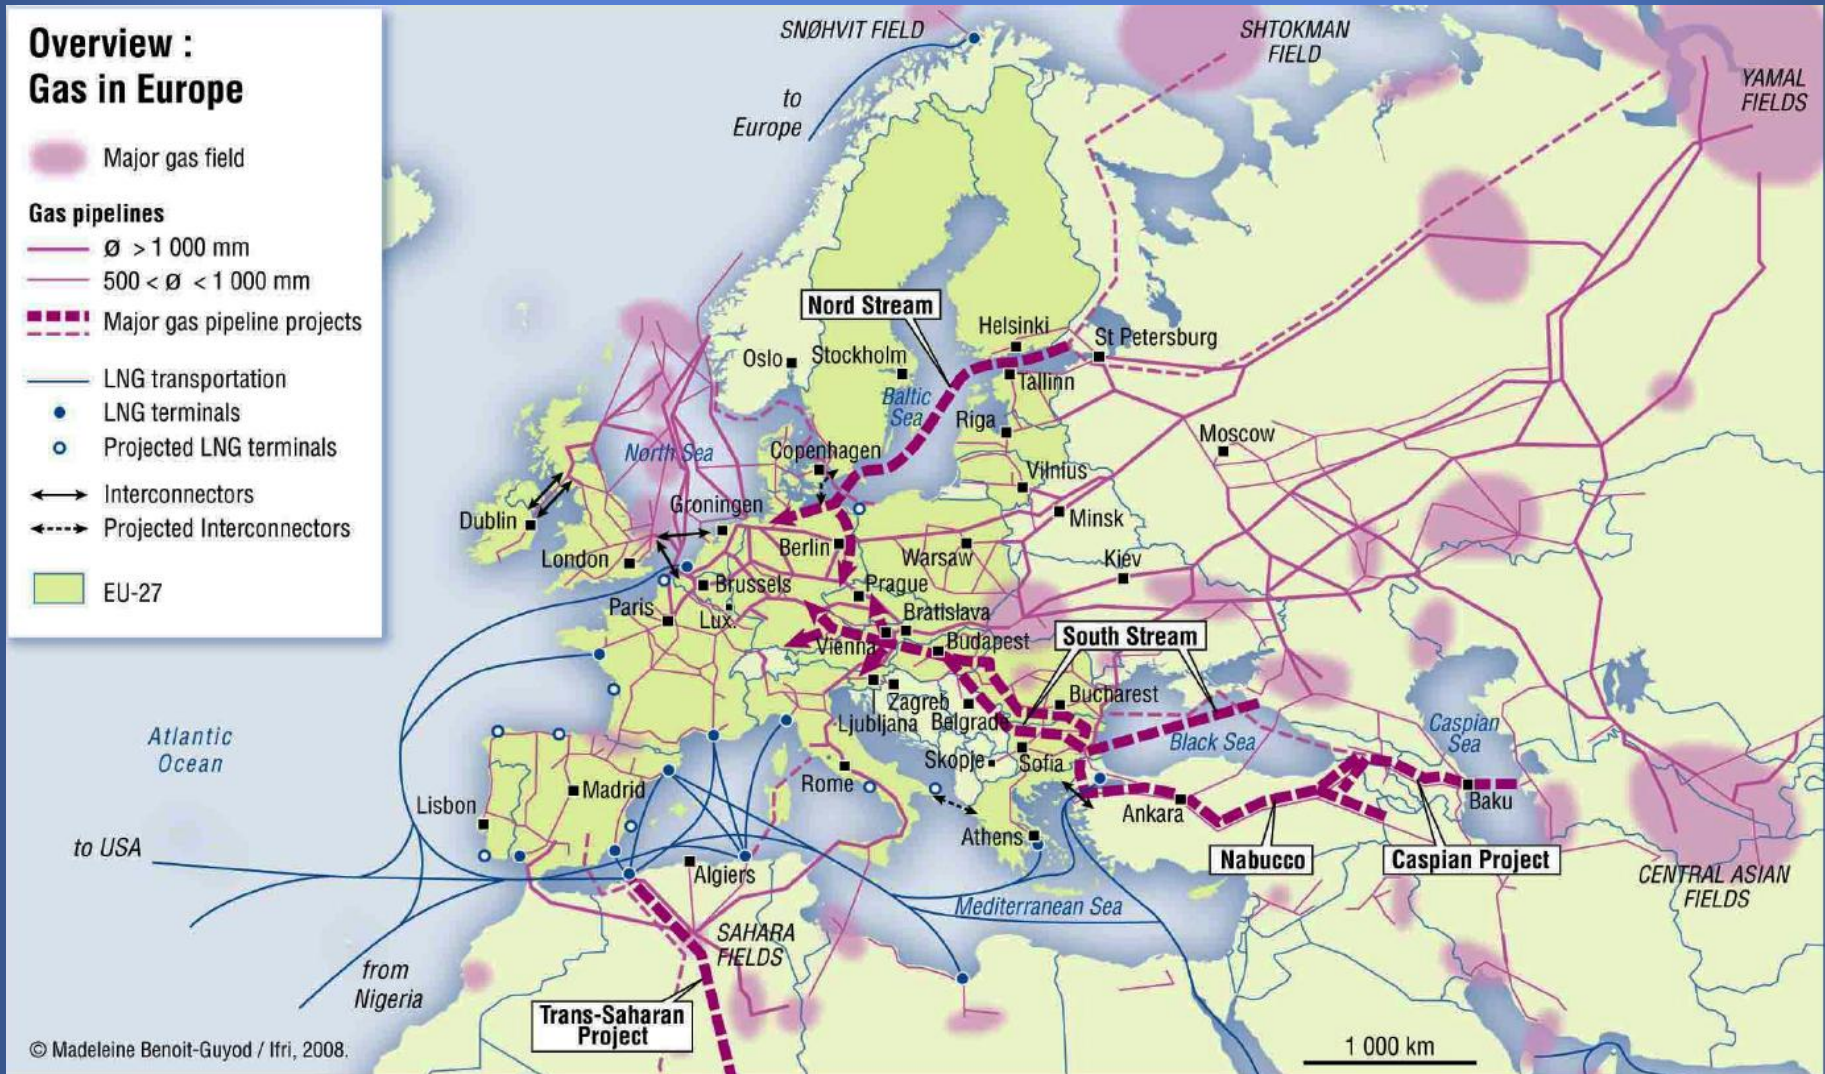 Overview :
Gas in Europe
Major gas field
Gas pipelines
ø > 1 000 mm
500 < ø < 1 000 mm
Major gas pipeline projects
LNG transportation
LNG terminals
Projected LNG terminals
Interconnectors
Projected Interconnectors
EU-27
© Madeleine Benoit-Guyod / Ifri, 2008.
SNØHVIT FIELD
SHTOKMAN
FIELD
YAMAL
FIELDS
to
Europe
Nord Stream
Helsinki
St Petersburg
Oslo
Stockholm
Tallinn
Baltic
Sea
Riga
Moscow
North Sea
Copenhagen
Vilnius
Groningen
Minsk
Dublin
London
Berlin
Warsaw
Kiev
Brussels
Prague
Paris
Lux.
Bratislava
Vienna
Budapest
South Stream
Zagreb
Bucharest
Ljubljana
Belgrade
Black Sea
Caspian
Sea
Atlantic
Ocean
Skopje
Sofia
Rome
Madrid
Lisbon
Ankara
Baku
Athens
to USA
Nabucco
Caspian Project
Algiers
CENTRAL ASIAN
FIELDS
Mediterranean Sea
SAHARA
FIELDS
from
Nigeria
Trans-Saharan
Project
1 000 km